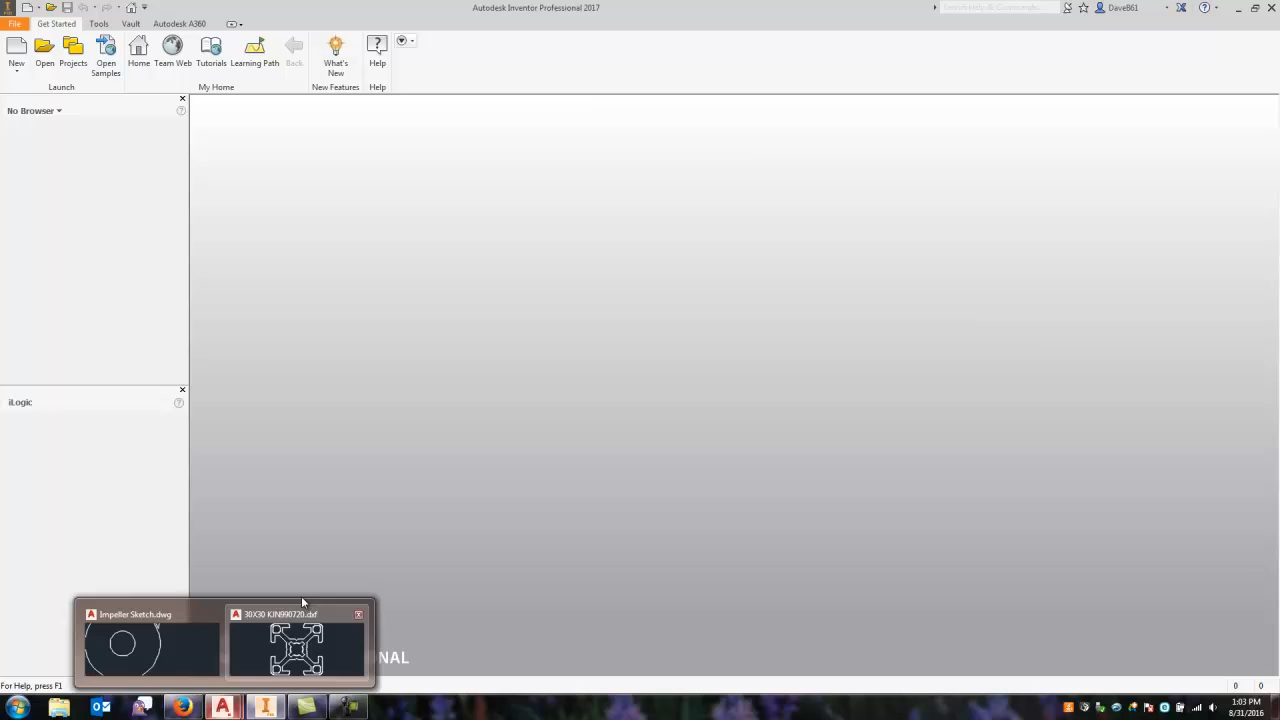 Autodesk Inventor Professional 2017
Dave861
File Get Started Tools Vault Autodesk A360
New Open Projects Open Samples Home Team Web Tutorials Learning Path Back What's New Help
Launch My Home New Features Help
No Browser
iLogic
Impeller Sketch.dwg 30X30 KJN990720.dxf
NAL
For Help, press F1 0 0
1:03 PM
8/31/2016